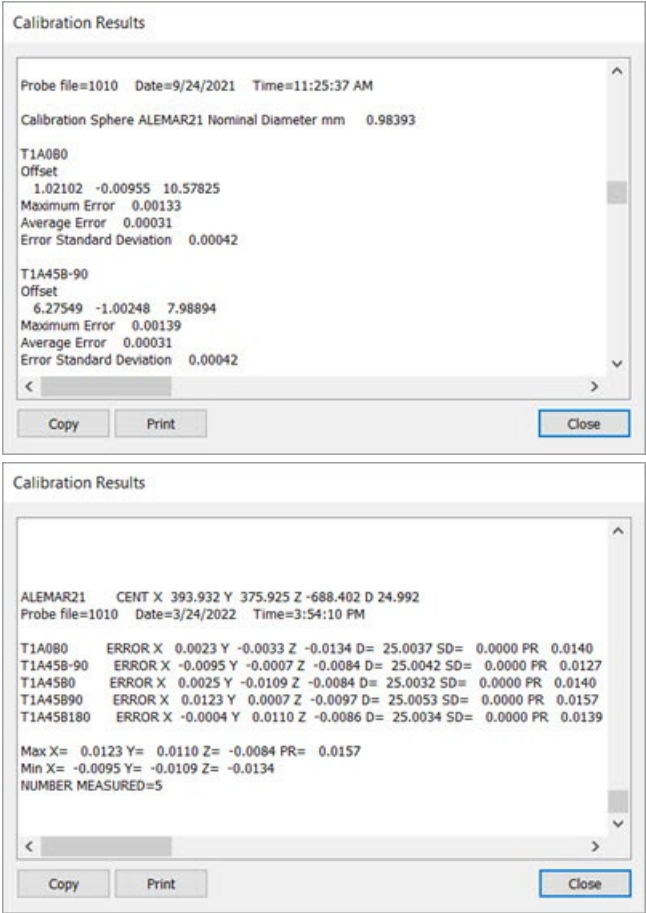 Calibration Results
Probe file=1010 Date=9/24/2021 Time=11:25:37 AM
Calibration Sphere ALEMAR21 Nominal Diameter mm 0.98393
T1A0B0
Offset
1.02102 -0.00955 10.57825
Maximum Error 0.00133
Average Error 0.00031
Error Standard Deviation 0.00042
T1A45B-90
Offset
6.27549 -1.00248 7.98894
Maximum Error 0.00139
Average Error 0.00031
Error Standard Deviation 0.00042
Copy Print Close
Calibration Results
ALEMAR21 CENT X 393.932 Y 375.925 Z -688.402 D 24.992
Probe file=1010 Date=3/24/2022 Time=3:54:10 PM
T1A0B0 ERROR X 0.0023 Y -0.0033 Z -0.0134 D= 25.0037 SD= 0.0000 PR 0.0140
T1A45B-90 ERROR X -0.0095 Y -0.0007 Z -0.0084 D= 25.0042 SD= 0.0000 PR 0.0127
T1A45B0 ERROR X 0.0025 Y -0.0109 Z -0.0084 D= 25.0032 SD= 0.0000 PR 0.0140
T1A45B90 ERROR X 0.0123 Y 0.0007 Z -0.0097 D= 25.0053 SD= 0.0000 PR 0.0157
T1A45B180 ERROR X -0.0004 Y 0.0110 Z -0.0086 D= 25.0034 SD= 0.0000 PR 0.0139
Max X= 0.0123 Y= 0.0110 Z= -0.0084 PR= 0.0157
Min X= -0.0095 Y= -0.0109 Z= -0.0134
NUMBER MEASURED=5
Copy Print Close